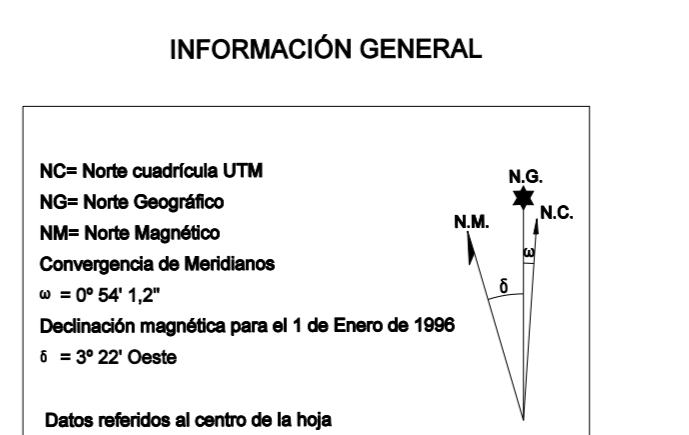 INFORMACIÓN GENERAL
NC= Norte cuadrícula UTM
NG= Norte Geográfico
NM= Norte Magnético
Convergencia de Meridianos
ω = 0º 54' 1,2"
Declinación magnética para el 1 de Enero de 1996
δ = 3º 22' Oeste
Datos referidos al centro de la hoja
N.G.
N.M.
N.C.
ω
δ